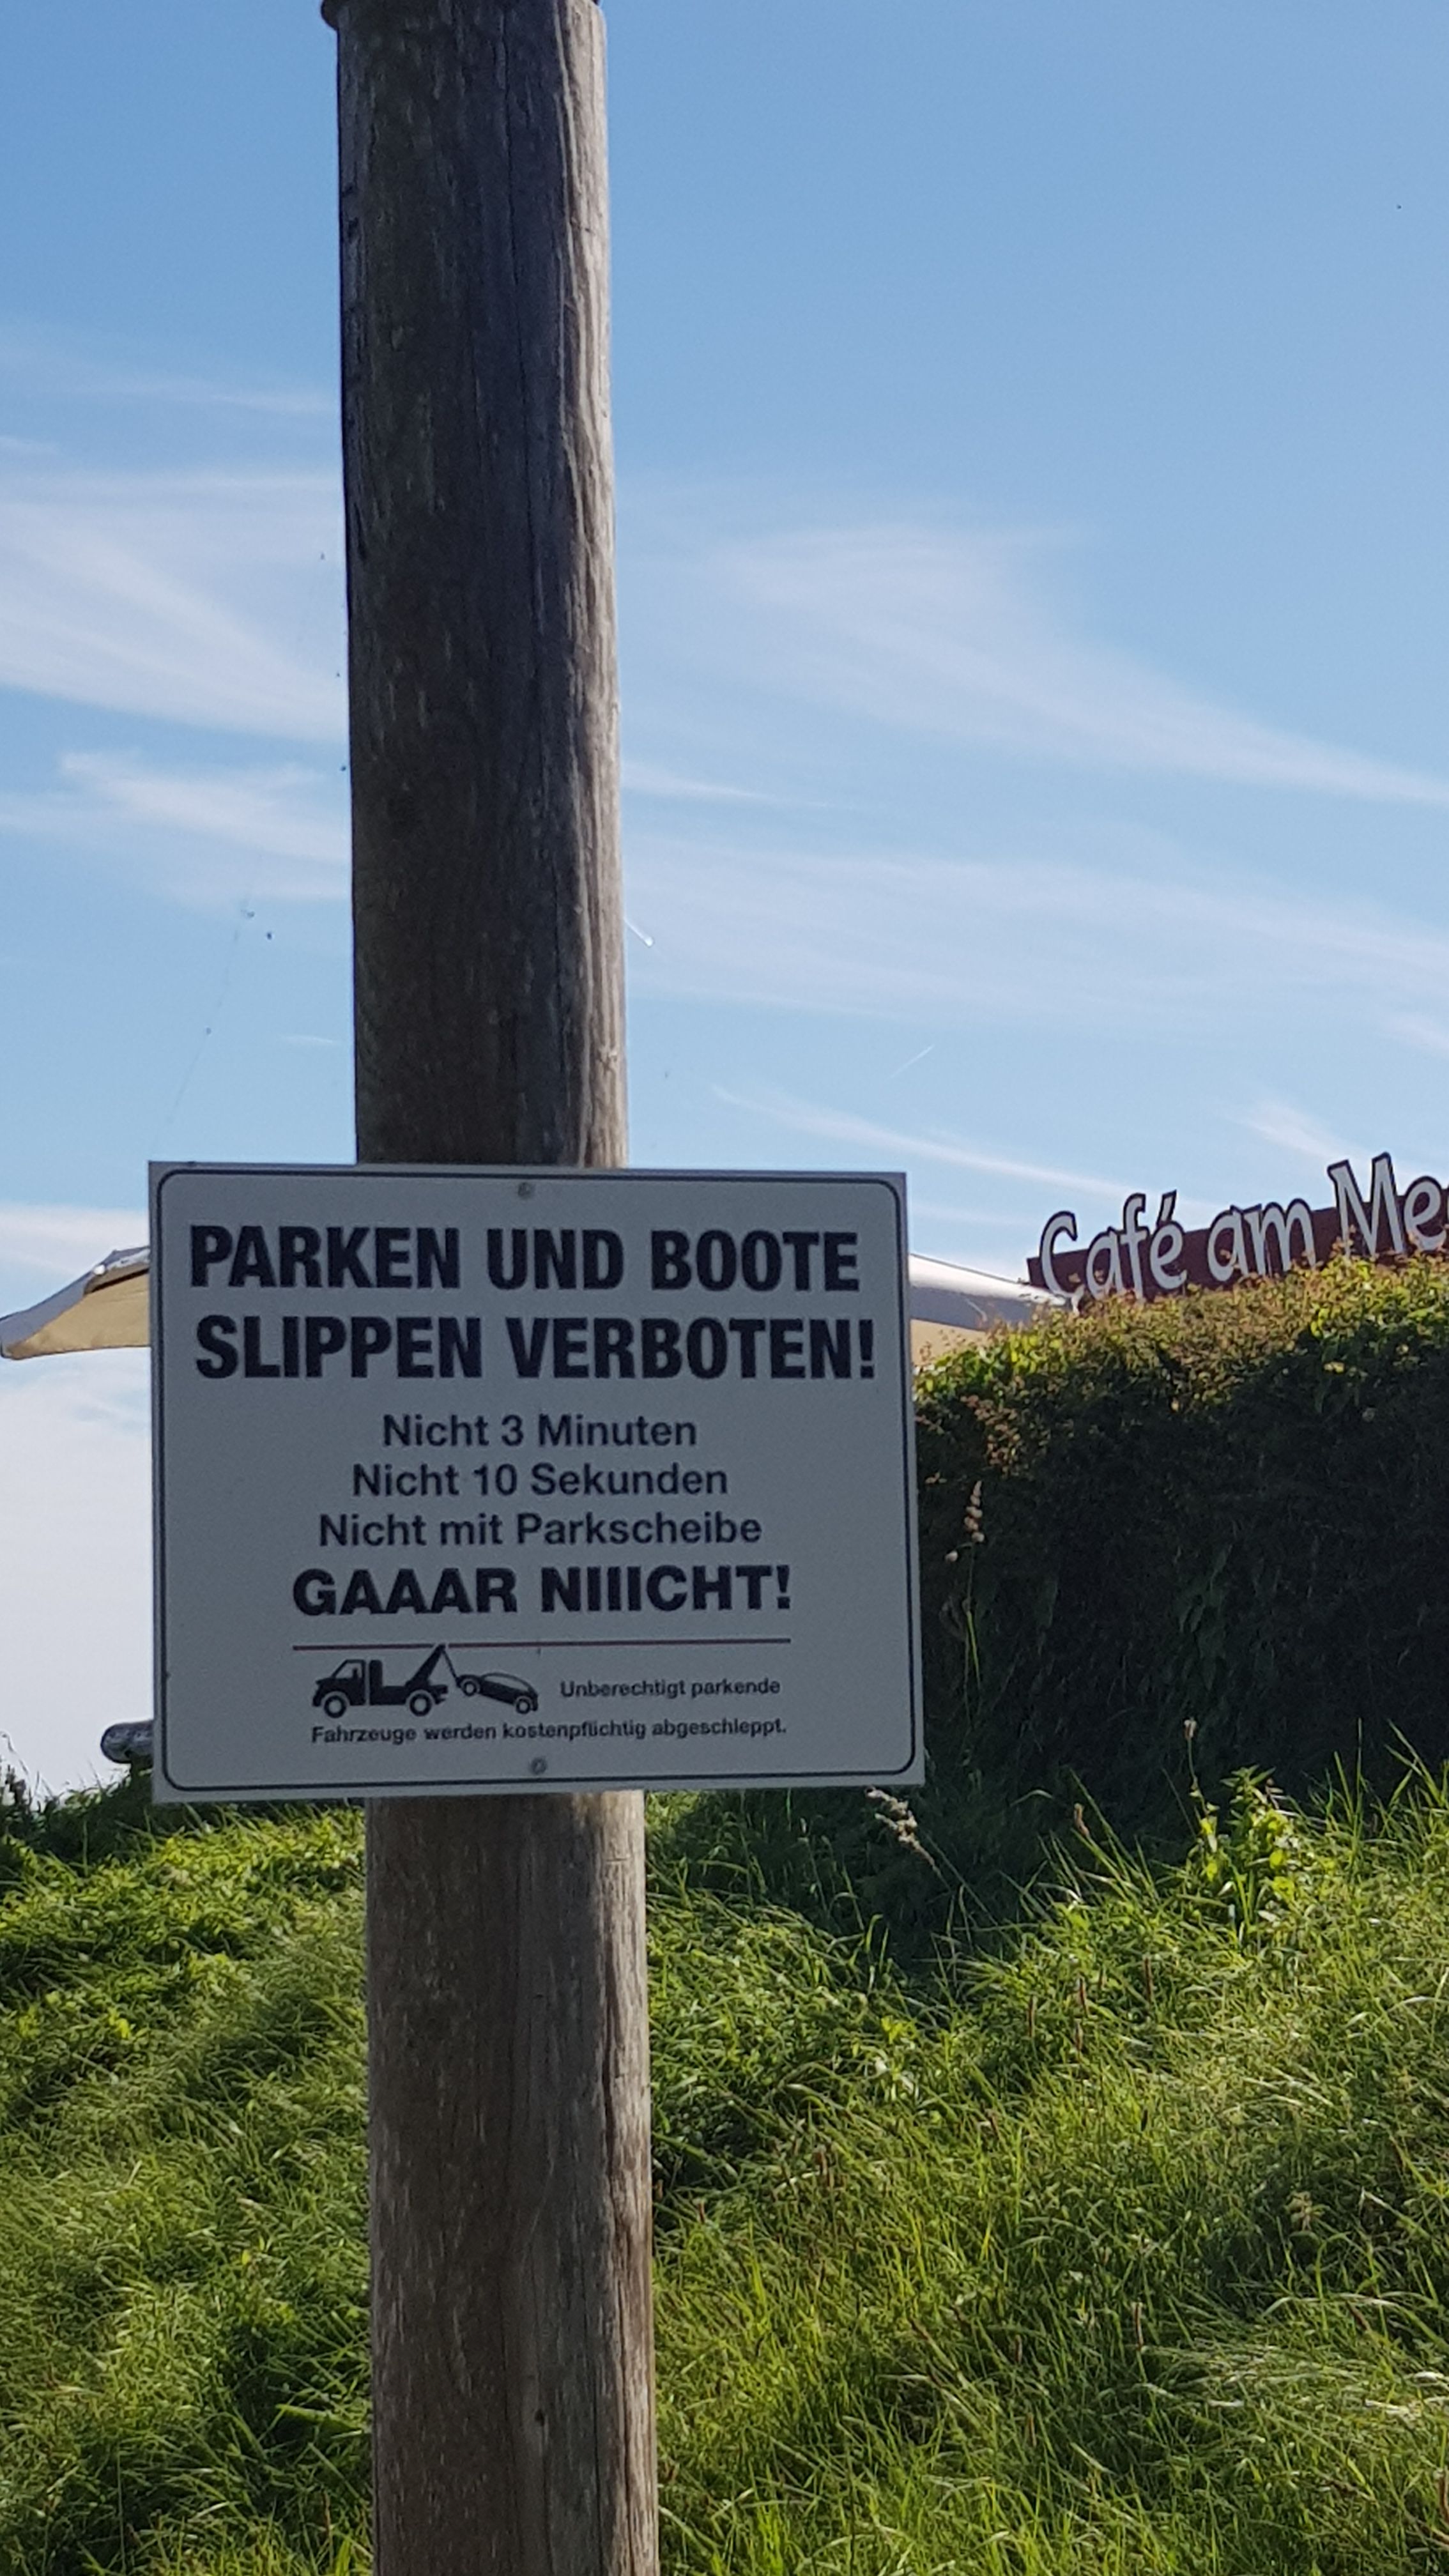 PARKEN UND BOOTE
SLIPPEN VERBOTEN!
Nicht 3 Minuten
Nicht 10 Sekunden
Nicht mit Parkscheibe
GAAAR NIIICHT!
Unberechtigt parkende
Fahrzeuge werden kostenpflichtig abgeschleppt.
Café am